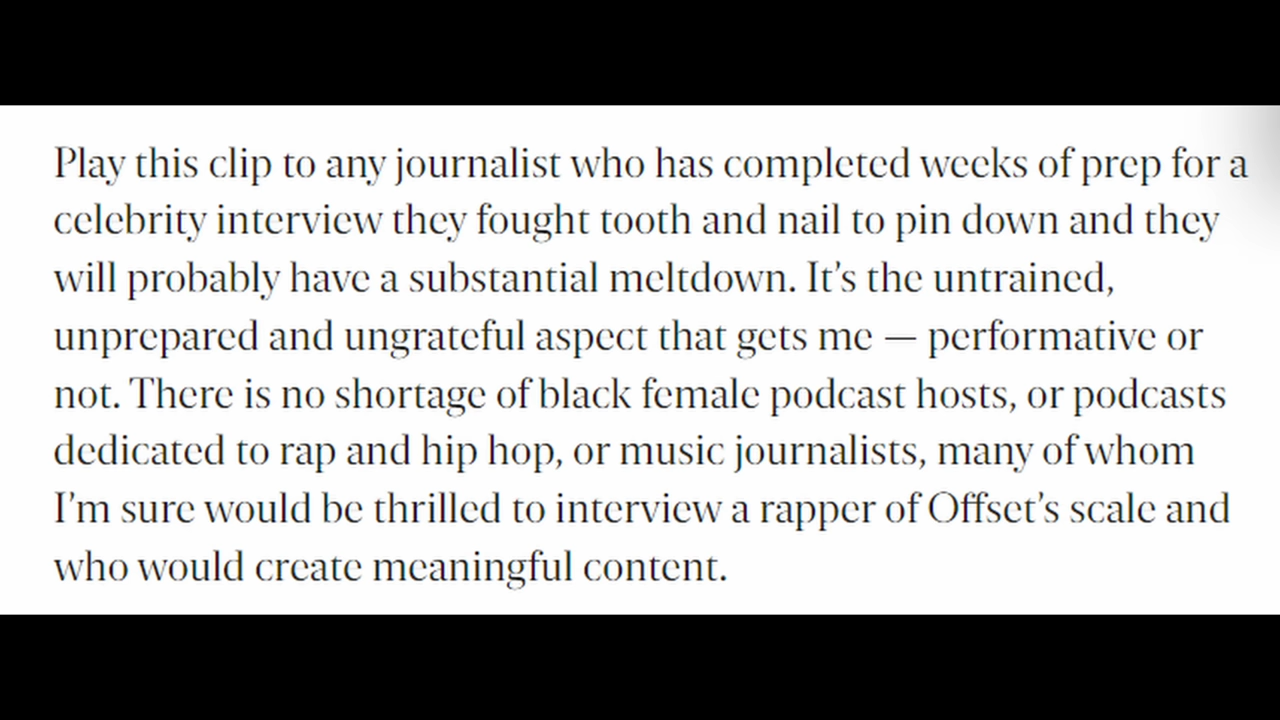 Play this clip to any journalist who has completed weeks of prep for a
celebrity interview they fought tooth and nail to pin down and they
will probably have a substantial meltdown. It’s the untrained,
unprepared and ungrateful aspect that gets me — performative or
not. There is no shortage of black female podcast hosts, or podcasts
dedicated to rap and hip hop, or music journalists, many of whom
I’m sure would be thrilled to interview a rapper of Offset’s scale and
who would create meaningful content.